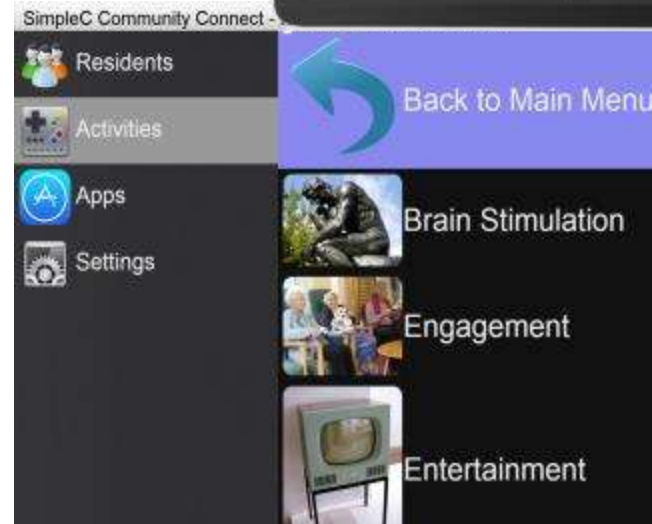 SimpleC Community Connect -
Residents
Activities
Apps
Settings
Back to Main Menu
Brain Stimulation
Engagement
Entertainment